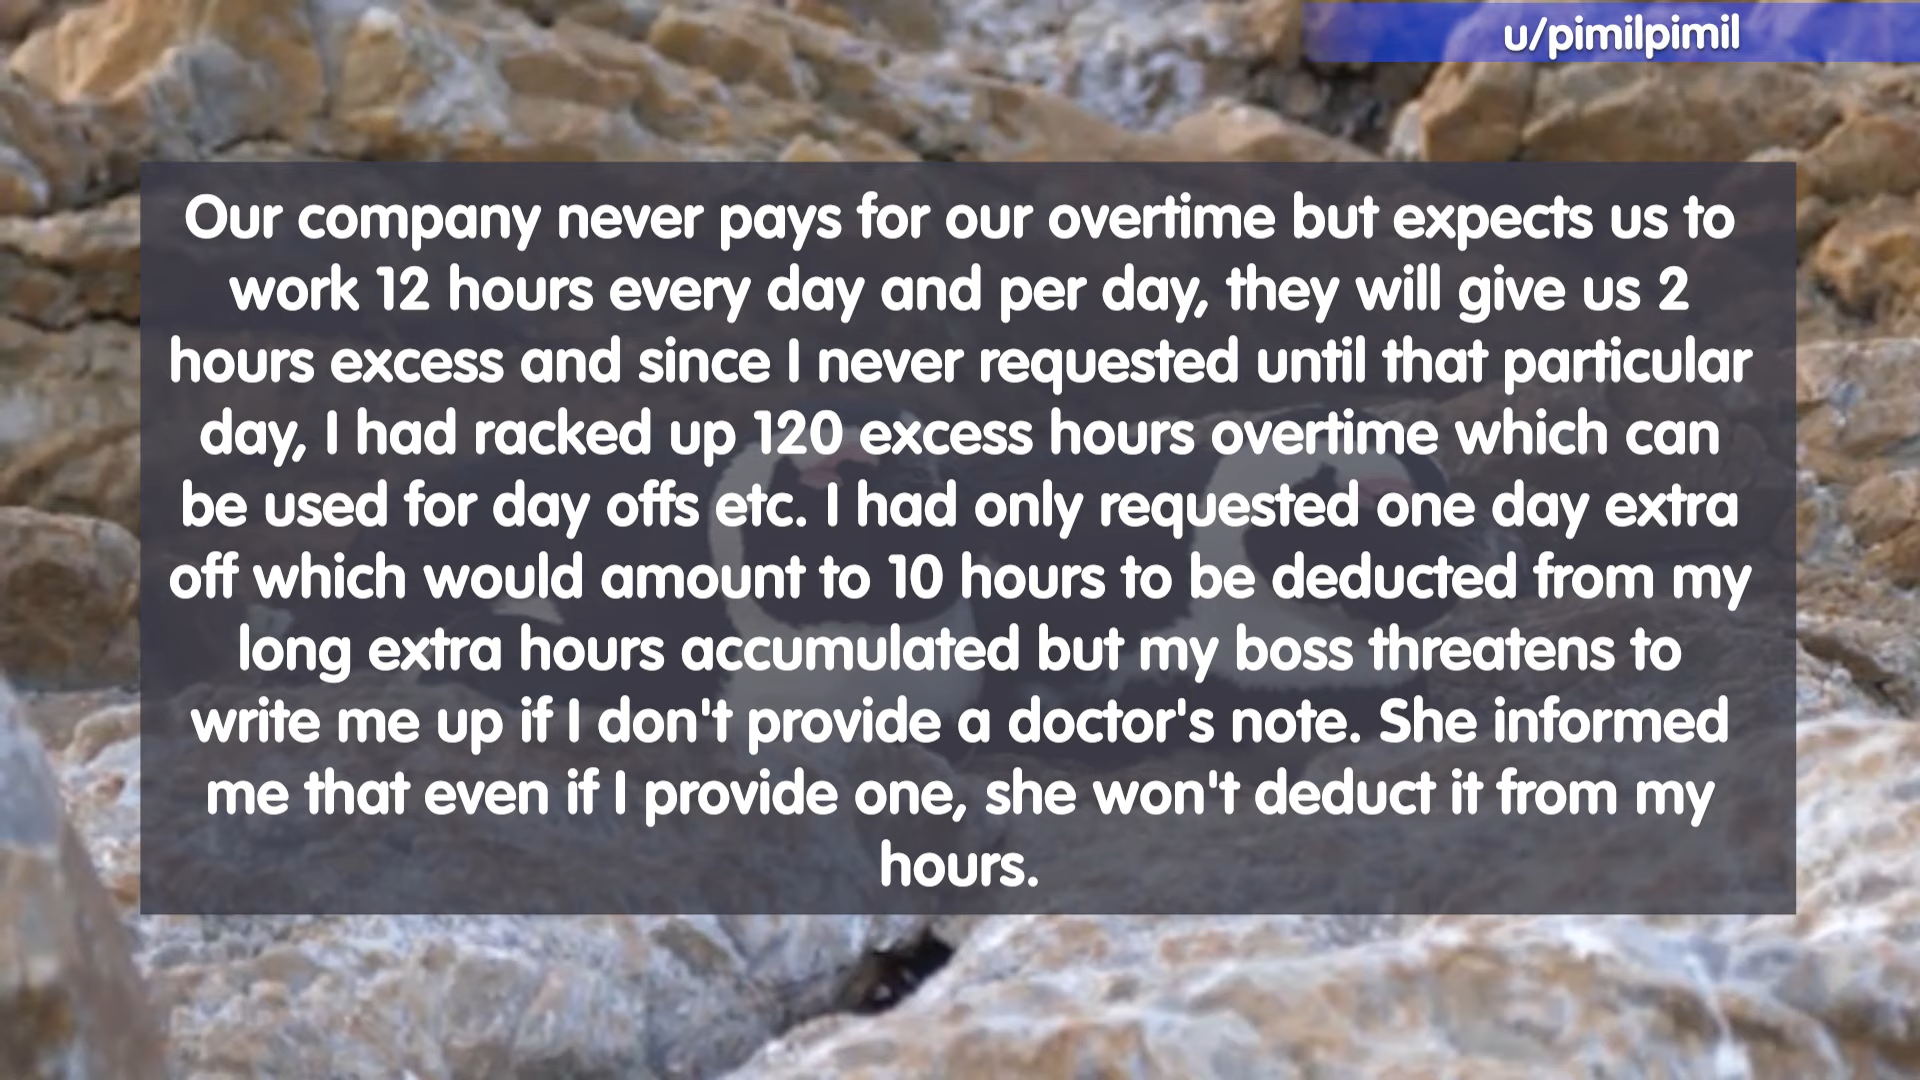 u/pimilpimil
Our company never pays for our overtime but expects us to
work 12 hours every day and per day, they will give us 2
hours excess and since I never requested until that particular
day, I had racked up 120 excess hours overtime which can
be used for day offs etc. I had only requested one day extra
off which would amount to 10 hours to be deducted from my
long extra hours accumulated but my boss threatens to
write me up if I don't provide a doctor's note. She informed
me that even if I provide one, she won't deduct it from my
hours.